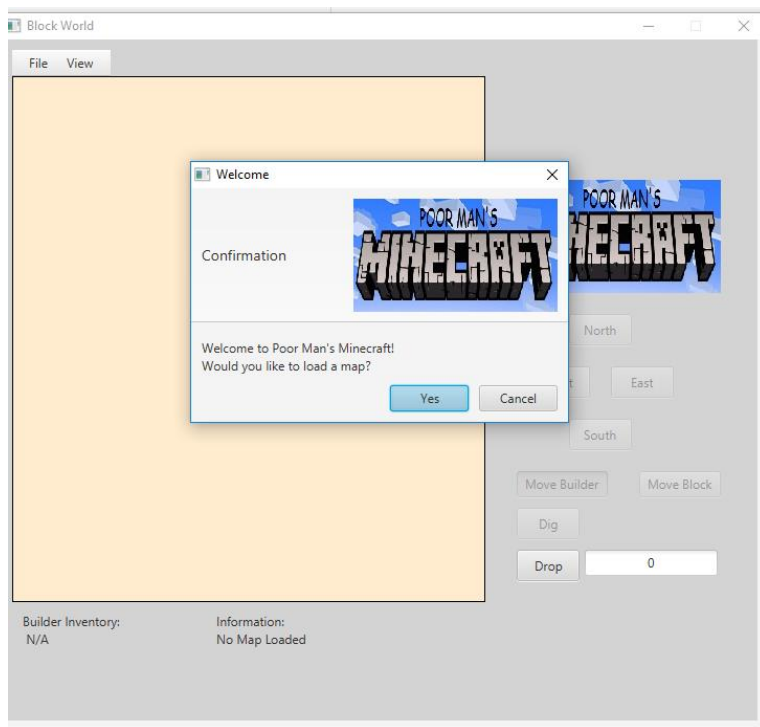 Block World
File View
Welcome
Confirmation
POOR MAN'S
MINECRAFT
Welcome to Poor Man's Minecraft!
Would you like to load a map?
Yes Cancel
POOR MAN'S
NECRAFT
North
t East
South
Move Builder Move Block
Dig
Drop 0
Builder Inventory: Information:
N/A No Map Loaded